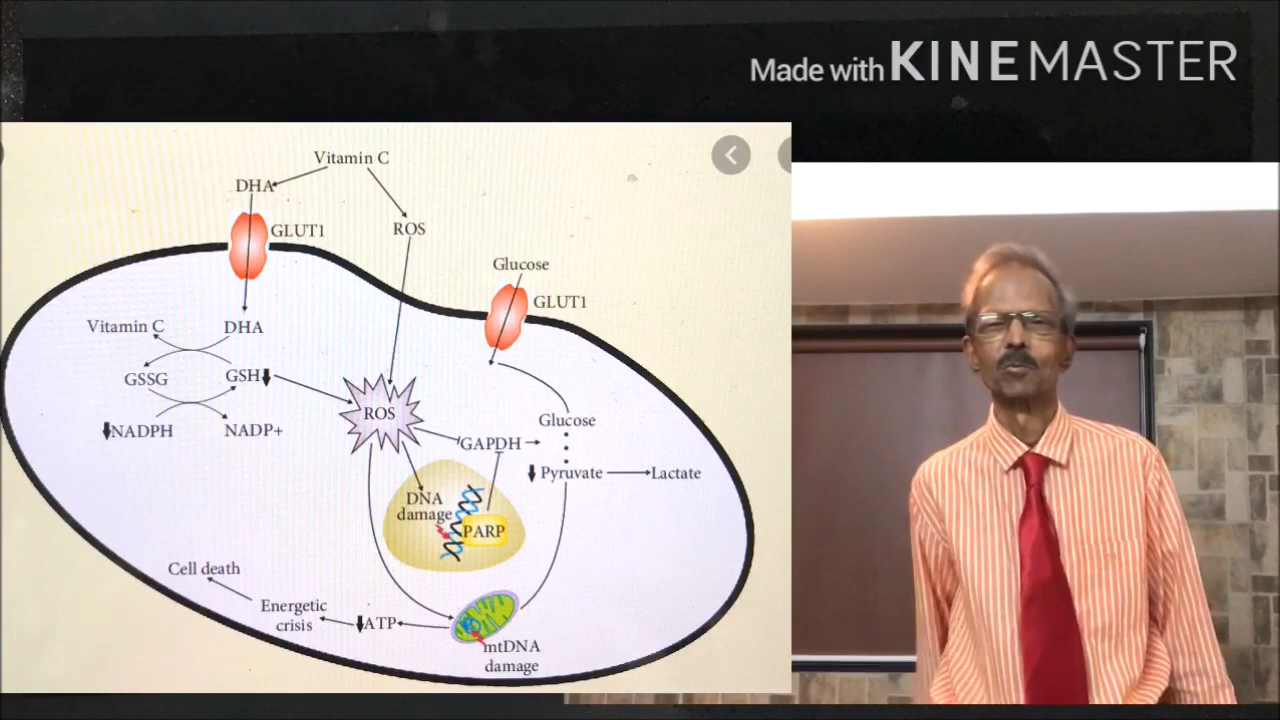 Made with KINEMASTER
Vitamin C
DHA
GLUT1
ROS
Glucose
GLUT1
Vitamin C
DHA
GSSG
GSH
ROS
NADPH
NADP+
GAPDH
Glucose
Pyruvate
Lactate
DNA
damage
PARP
Cell death
Energetic
crisis
ATP
mtDNA
damage